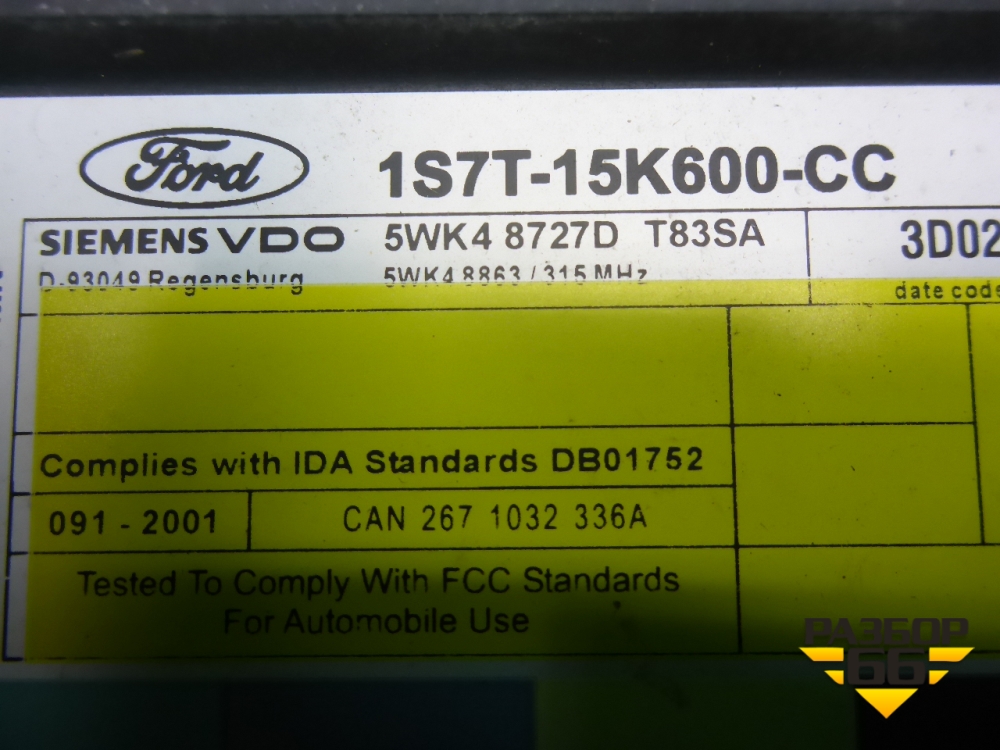 Ford 1S7T-15K600-CC
SIEMENS VDO 5WK4 8727D T83SA 3D02
D-93049 Regensburg 5WK4 8863 / 315 MHz
date code
Complies with IDA Standards DB01752
091 - 2001 CAN 267 1032 336A
Tested To Comply With FCC Standards
For Automobile Use
РАЗБОР
66